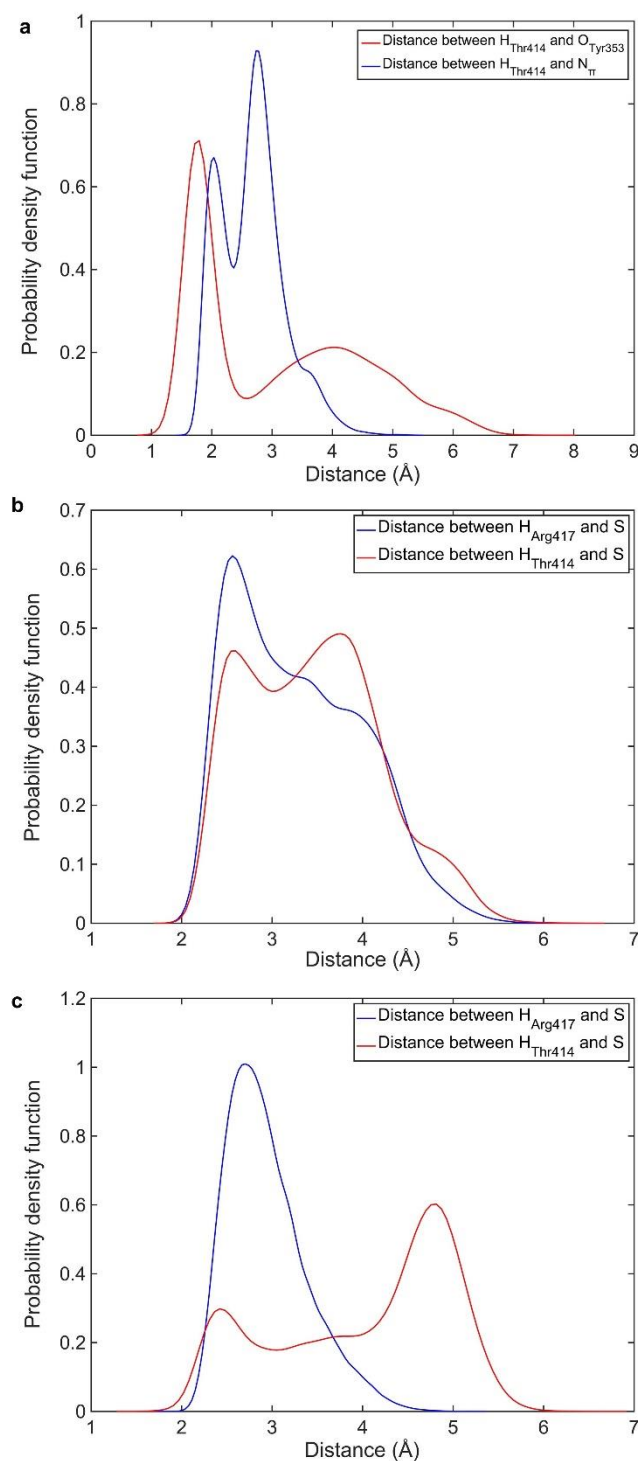 a
Distance between H_Thr414 and O_Tyr353
Distance between H_Thr414 and N_π
Probability density function
1
0.8
0.6
0.4
0.2
0
0 1 2 3 4 5 6 7 8 9
Distance (Å)
b
Distance between H_Arg417 and S
Distance between H_Thr414 and S
Probability density function
0.7
0.6
0.5
0.4
0.3
0.2
0.1
0
1 2 3 4 5 6 7
Distance (Å)
c
Distance between H_Arg417 and S
Distance between H_Thr414 and S
Probability density function
1.2
1
0.8
0.6
0.4
0.2
0
1 2 3 4 5 6 7
Distance (Å)